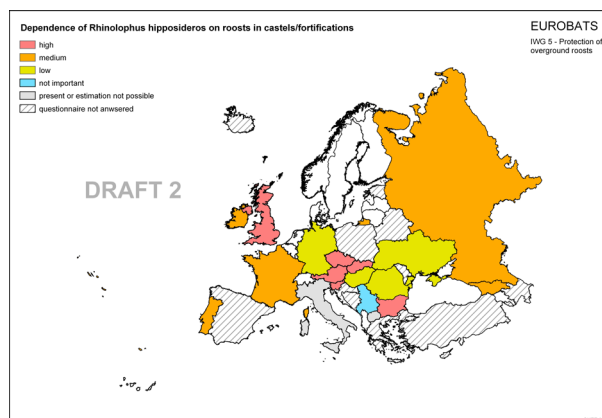 Dependence of Rhinolophus hipposideros on roosts in castels/fortifications
EUROBATS
IWG 5 - Protection of
overground roosts
high
medium
low
not important
present or estimation not possible
questionnaire not anwsered
DRAFT 2